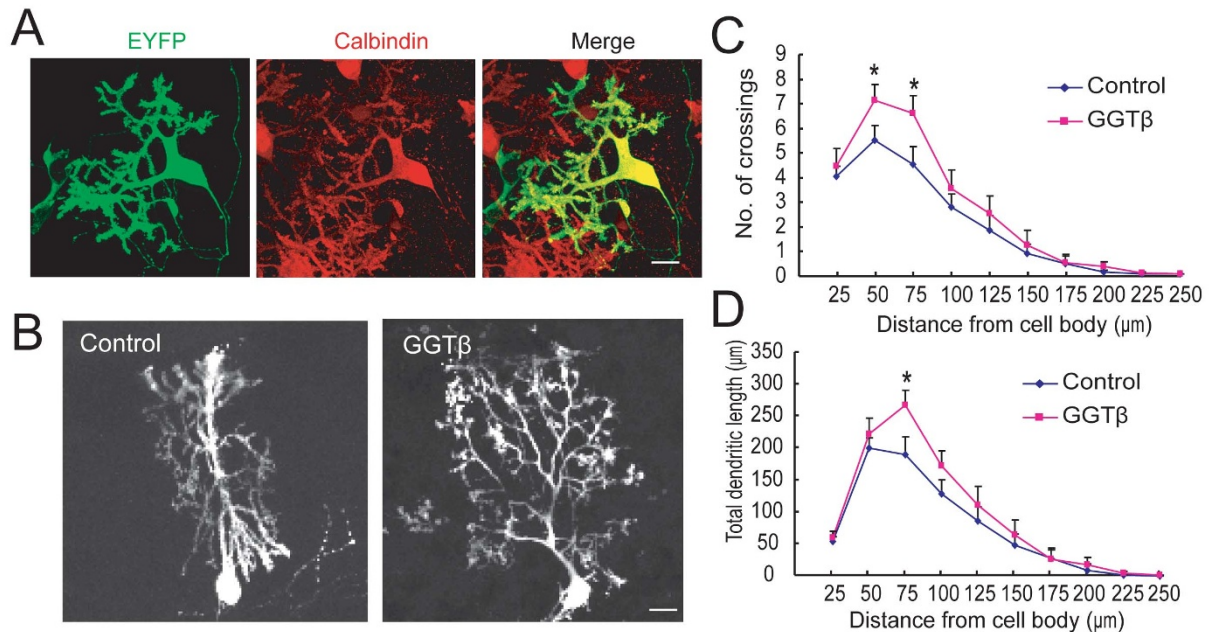 A
EYFP
Calbindin
Merge
B
Control
GGTβ
C
No. of crossings
9
8
7
6
5
4
3
2
1
0
* *
Control
GGTβ
25 50 75 100 125 150 175 200 225 250
Distance from cell body (μm)
D
Total dendritic length (μm)
350
300
250
200
150
100
50
0
*
Control
GGTβ
25 50 75 100 125 150 175 200 225 250
Distance from cell body (μm)